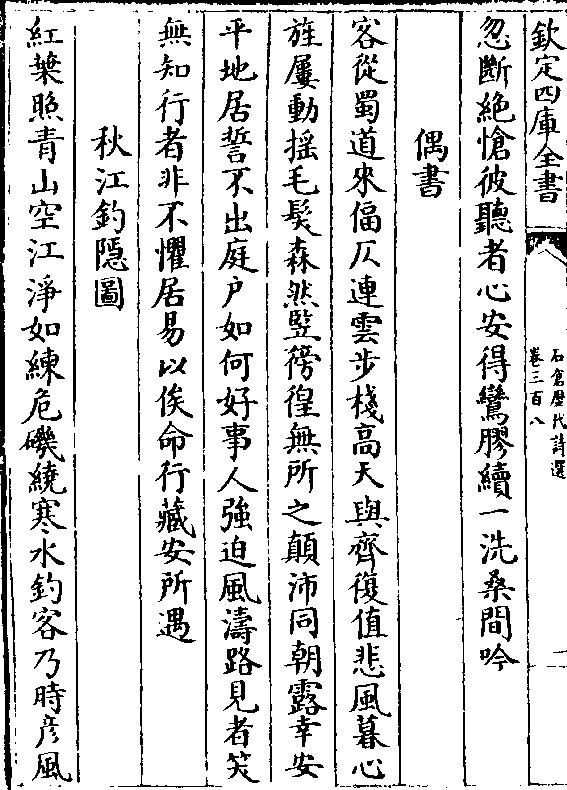 欽定四庫全書
石倉歴代詩選
卷三百八
忽斷絶愴彼聽者心安得鸞膠續一洗桑間吟
偶書
客從蜀道來偪仄連雲步棧高天與齊復值悲風暮心
旌屢動摇毛髮森然竪徬徨無所之顛沛同朝露幸安
平地居誓不出庭户如何好事人強迫風濤路見者笑
無知行者非不懼居易以俟命行藏安所遇
秋江釣隱圖
紅葉照青山空江淨如練危磯繞寒水釣客乃時彦風